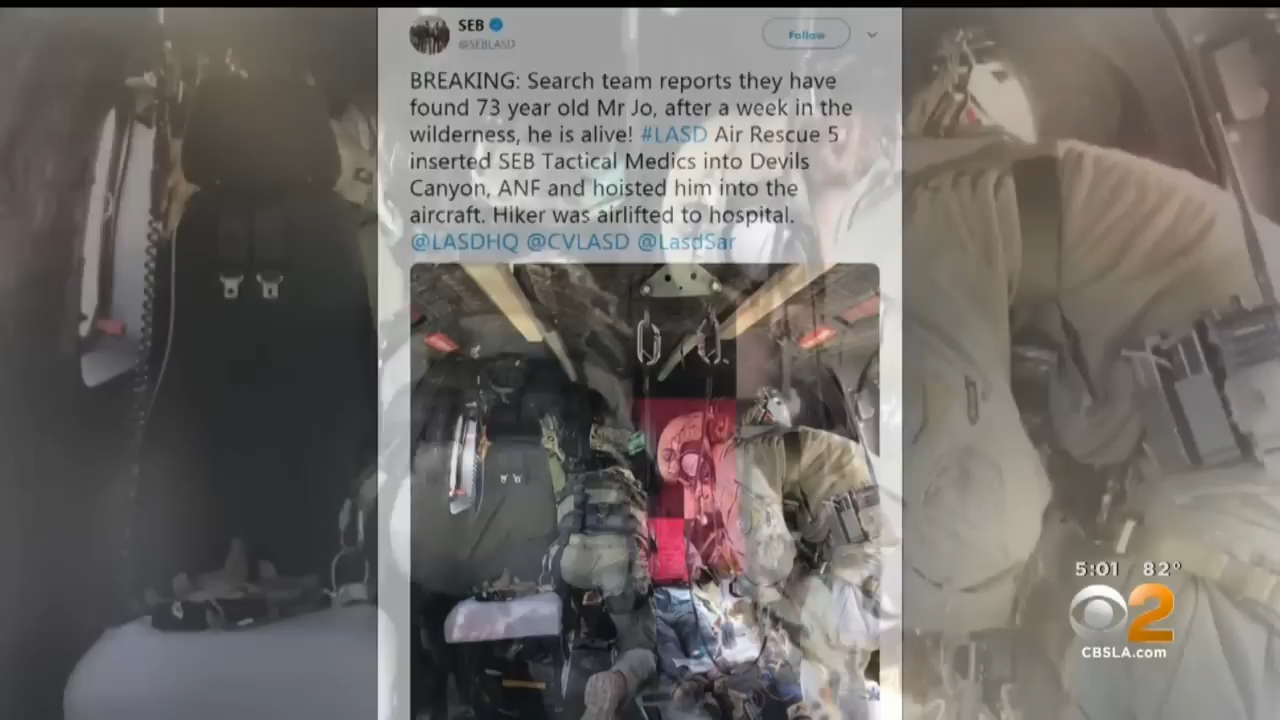 SEB
@SEBLASD
Follow
BREAKING: Search team reports they have
found 73 year old Mr Jo, after a week in the
wilderness, he is alive! #LASD Air Rescue 5
inserted SEB Tactical Medics into Devils
Canyon, ANF and hoisted him into the
aircraft. Hiker was airlifted to hospital.
@LASDHQ @CVLASD @LasdSar
5:01 82°
2
CBSLA.com